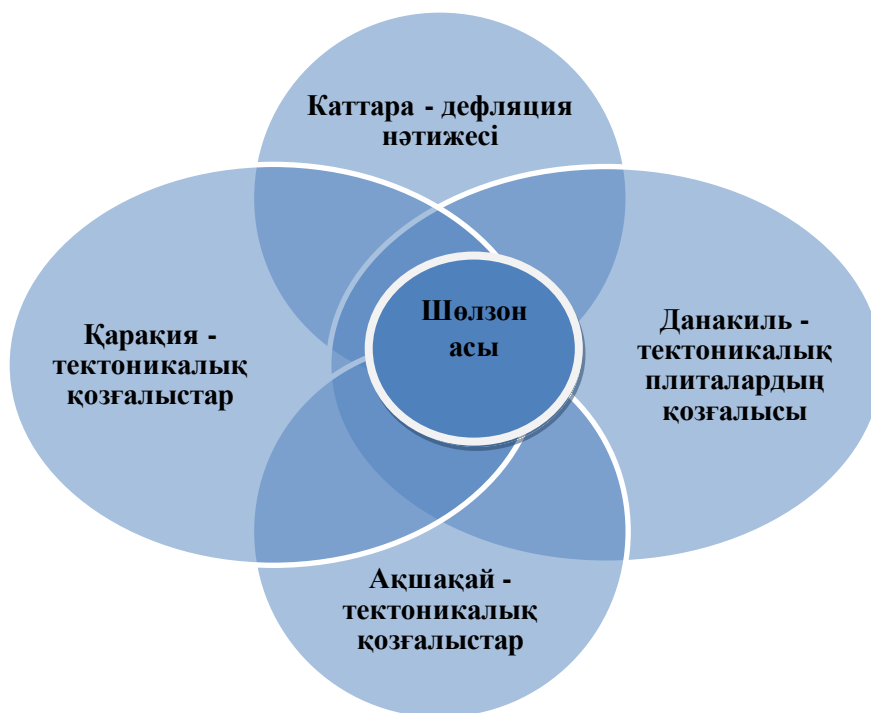 Каттара - дефляция
нәтижесі
Қарақия -
тектоникалық
қозғалыстар
Шөлзон
асы
Данакиль -
тектоникалық
плиталардың
қозғалысы
Ақшақай -
тектоникалық
қозғалыстар